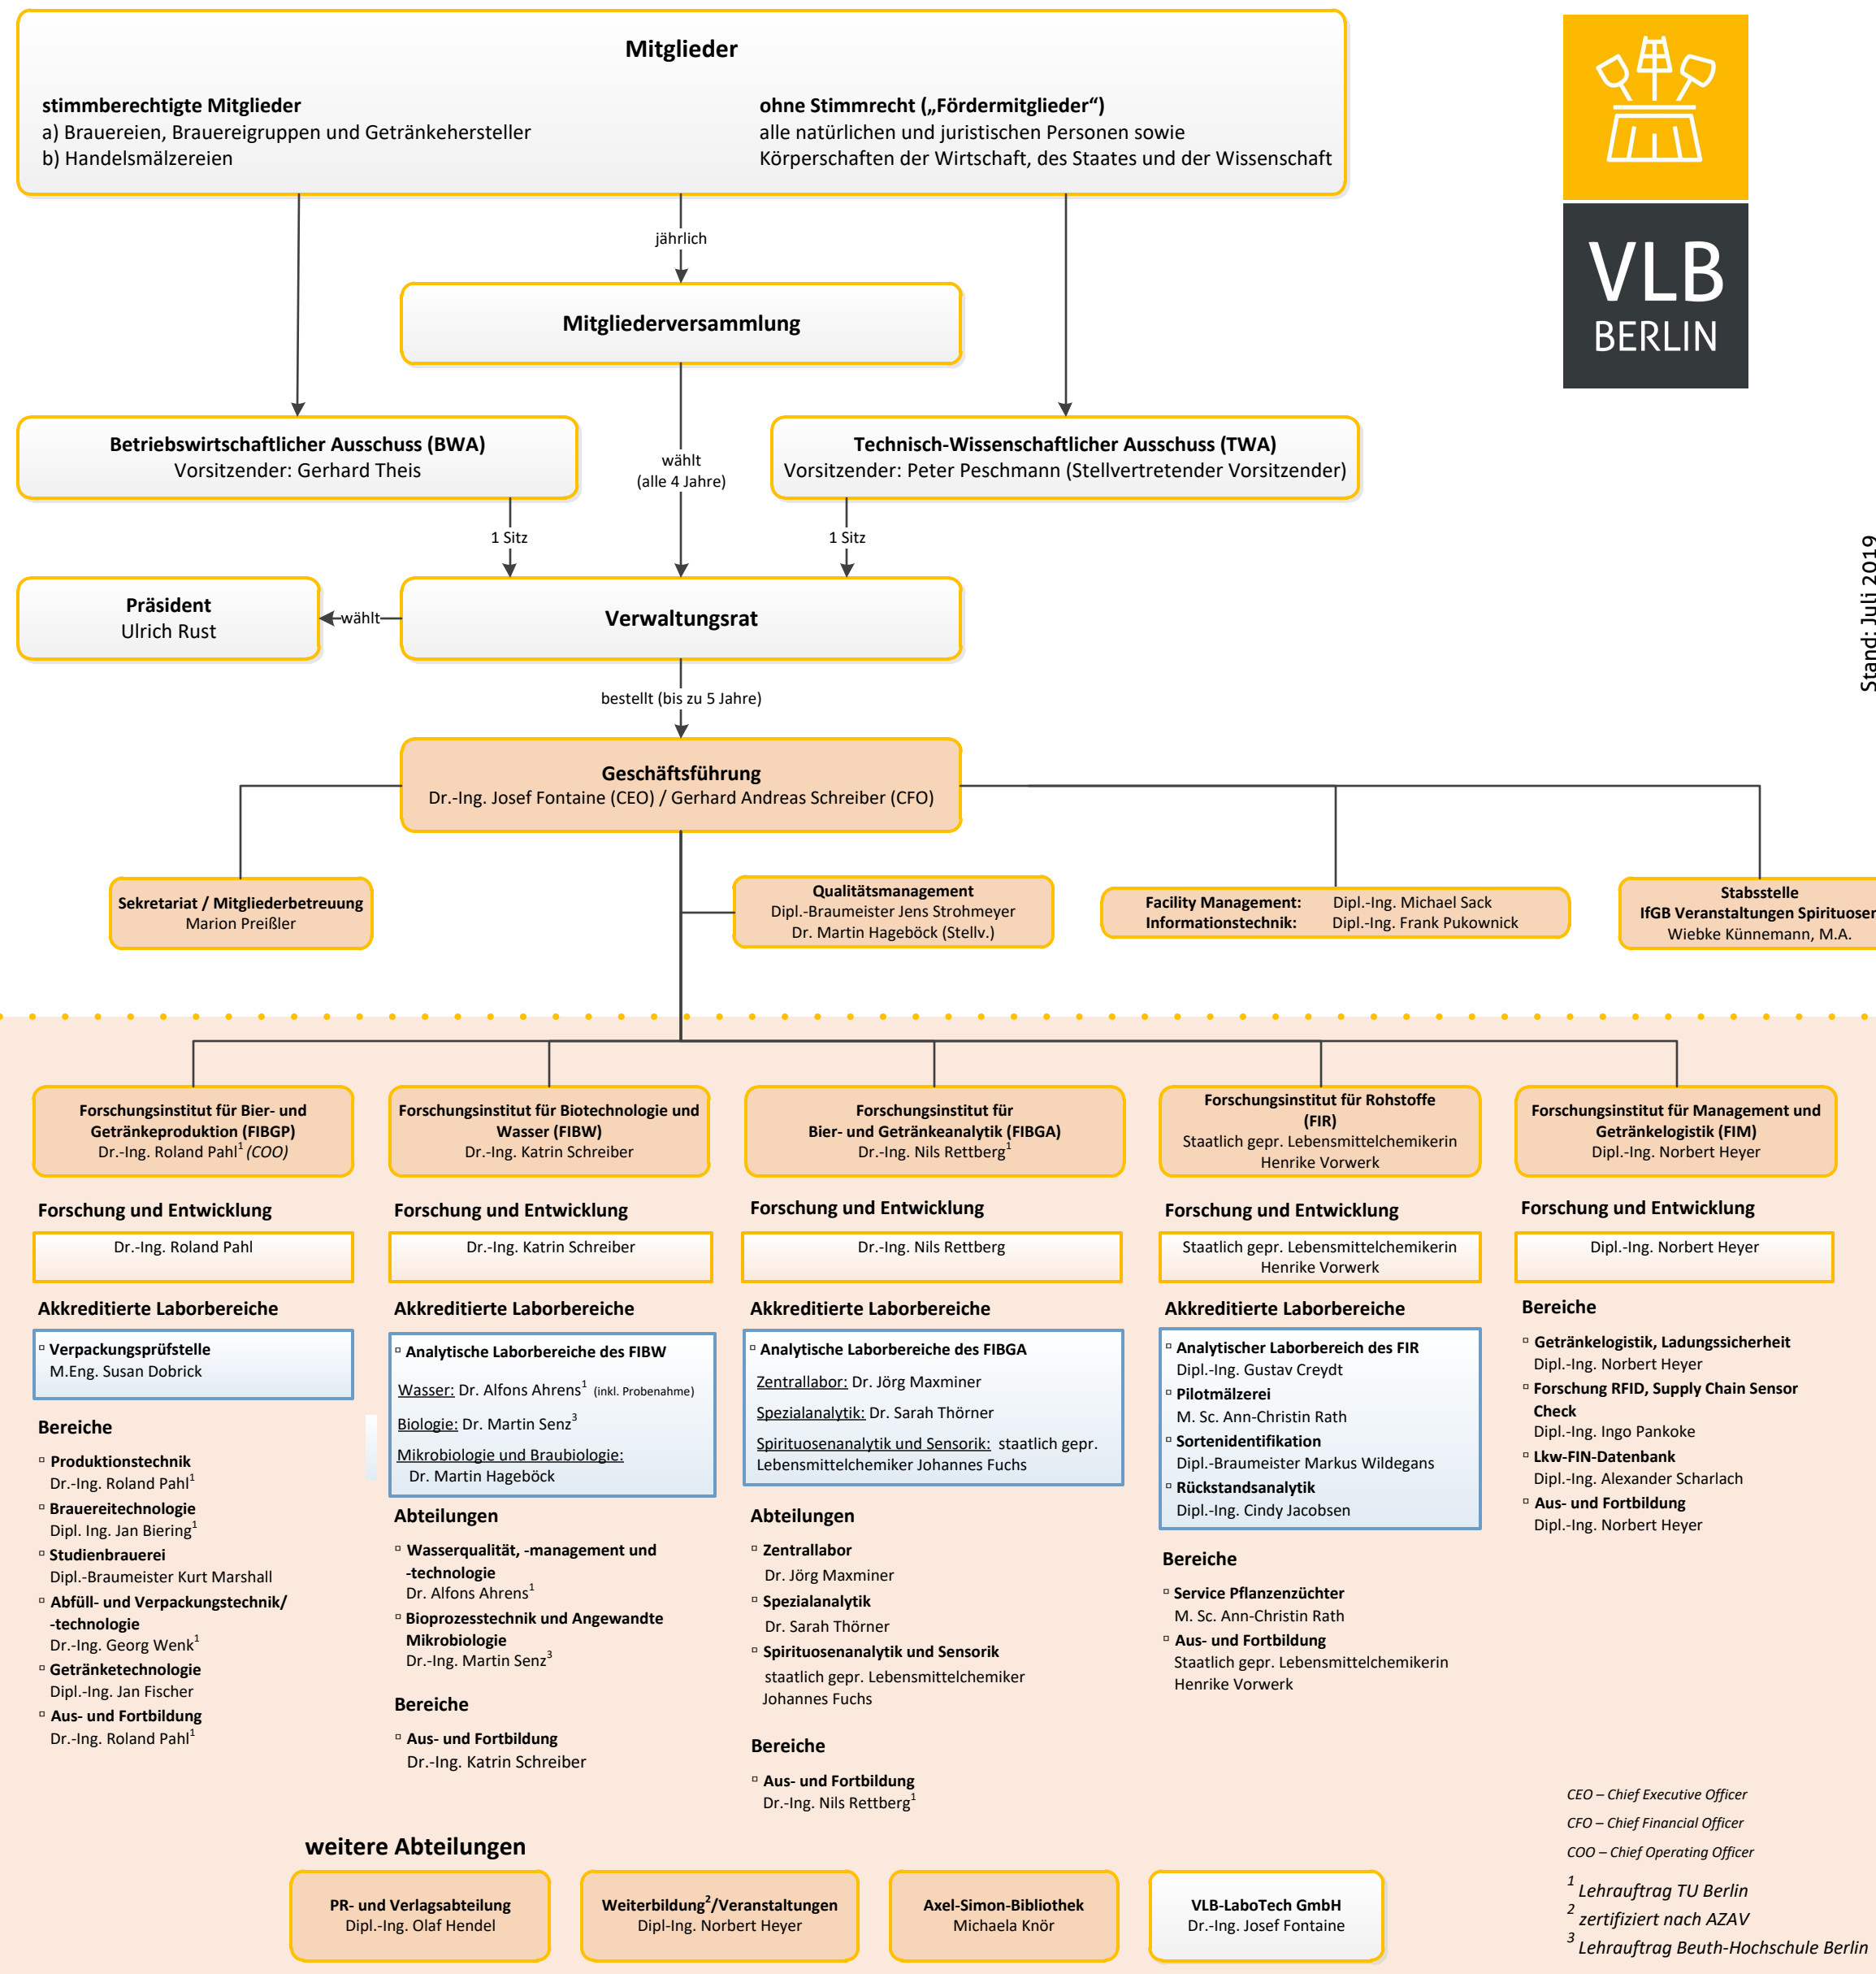 Mitglieder
stimmberechtigte Mitglieder
a) Brauereien, Brauereigruppen und Getränkehersteller
b) Handelsmälzereien
ohne Stimmrecht („Fördermitglieder“)
alle natürlichen und juristischen Personen sowie
Körperschaften der Wirtschaft, des Staates und der Wissenschaft
VLB
BERLIN
jährlich
Mitgliederversammlung
Betriebswirtschaftlicher Ausschuss (BWA)
Vorsitzender: Gerhard Theis
wählt
(alle 4 Jahre)
Technisch-Wissenschaftlicher Ausschuss (TWA)
Vorsitzender: Peter Peschmann (Stellvertretender Vorsitzender)
1 Sitz
1 Sitz
Stand: Juli 2019
Präsident
Ulrich Rust
wählt
Verwaltungsrat
bestellt (bis zu 5 Jahre)
Geschäftsführung
Dr.-Ing. Josef Fontaine (CEO) / Gerhard Andreas Schreiber (CFO)
Sekretariat / Mitgliederbetreuung
Marion Preißler
Qualitätsmanagement
Dipl.-Braumeister Jens Strohmeyer
Dr. Martin Hageböck (Stellv.)
Facility Management: Dipl.-Ing. Michael Sack
Informationstechnik: Dipl.-Ing. Frank Pukownick
Stabsstelle
IfGB Veranstaltungen Spirituosen
Wiebke Künnemann, M.A.
Forschungsinstitut für Bier- und
Getränkeproduktion (FIBGP)
Dr.-Ing. Roland Pahl¹ (COO)
Forschung und Entwicklung
Dr.-Ing. Roland Pahl
Akkreditierte Laborbereiche
▫ Verpackungsprüfstelle
M.Eng. Susan Dobrick
Bereiche
▫ Produktionstechnik
Dr.-Ing. Roland Pahl¹
▫ Brauereitechnologie
Dipl. Ing. Jan Biering¹
▫ Studienbrauerei
Dipl.-Braumeister Kurt Marshall
▫ Abfüll- und Verpackungstechnik/
-technologie
Dr.-Ing. Georg Wenk¹
▫ Getränketechnologie
Dipl.-Ing. Jan Fischer
▫ Aus- und Fortbildung
Dr.-Ing. Roland Pahl¹
Forschungsinstitut für Biotechnologie und
Wasser (FIBW)
Dr.-Ing. Katrin Schreiber
Forschung und Entwicklung
Dr.-Ing. Katrin Schreiber
Akkreditierte Laborbereiche
▫ Analytische Laborbereiche des FIBW
Wasser: Dr. Alfons Ahrens¹ (inkl. Probenahme)
Biologie: Dr. Martin Senz³
Mikrobiologie und Braubiologie:
Dr. Martin Hageböck
Abteilungen
▫ Wasserqualität, -management und
-technologie
Dr. Alfons Ahrens¹
▫ Bioprozesstechnik und Angewandte
Mikrobiologie
Dr.-Ing. Martin Senz³
Bereiche
▫ Aus- und Fortbildung
Dr.-Ing. Katrin Schreiber
Forschungsinstitut für
Bier- und Getränkeanalytik (FIBGA)
Dr.-Ing. Nils Rettberg¹
Forschung und Entwicklung
Dr.-Ing. Nils Rettberg
Akkreditierte Laborbereiche
▫ Analytische Laborbereiche des FIBGA
Zentrallabor: Dr. Jörg Maxminer
Spezialanalytik: Dr. Sarah Thörner
Spirituosenanalytik und Sensorik: staatlich gepr.
Lebensmittelchemiker Johannes Fuchs
Abteilungen
▫ Zentrallabor
Dr. Jörg Maxminer
▫ Spezialanalytik
Dr. Sarah Thörner
▫ Spirituosenanalytik und Sensorik
staatlich gepr. Lebensmittelchemiker
Johannes Fuchs
Bereiche
▫ Aus- und Fortbildung
Dr.-Ing. Nils Rettberg¹
Forschungsinstitut für Rohstoffe
(FIR)
Staatlich gepr. Lebensmittelchemikerin
Henrike Vorwerk
Forschung und Entwicklung
Staatlich gepr. Lebensmittelchemikerin
Henrike Vorwerk
Akkreditierte Laborbereiche
▫ Analytischer Laborbereich des FIR
Dipl.-Ing. Gustav Creydt
▫ Pilotmälzerei
M. Sc. Ann-Christin Rath
▫ Sortenidentifikation
Dipl.-Braumeister Markus Wildegans
▫ Rückstandsanalytik
Dipl.-Ing. Cindy Jacobsen
Bereiche
▫ Service Pflanzenzüchter
M. Sc. Ann-Christin Rath
▫ Aus- und Fortbildung
Staatlich gepr. Lebensmittelchemikerin
Henrike Vorwerk
Forschungsinstitut für Management und
Getränkelogistik (FIM)
Dipl.-Ing. Norbert Heyer
Forschung und Entwicklung
Dipl.-Ing. Norbert Heyer
Bereiche
▫ Getränkelogistik, Ladungssicherheit
Dipl.-Ing. Norbert Heyer
▫ Forschung RFID, Supply Chain Sensor
Check
Dipl.-Ing. Ingo Pankoke
▫ Lkw-FIN-Datenbank
Dipl.-Ing. Alexander Scharlach
▫ Aus- und Fortbildung
Dipl.-Ing. Norbert Heyer
weitere Abteilungen
PR- und Verlagsabteilung
Dipl.-Ing. Olaf Hendel
Weiterbildung²/Veranstaltungen
Dipl-Ing. Norbert Heyer
Axel-Simon-Bibliothek
Michaela Knör
VLB-LaboTech GmbH
Dr.-Ing. Josef Fontaine
CEO – Chief Executive Officer
CFO – Chief Financial Officer
COO – Chief Operating Officer
¹ Lehrauftrag TU Berlin
² zertifiziert nach AZAV
³ Lehrauftrag Beuth-Hochschule Berlin